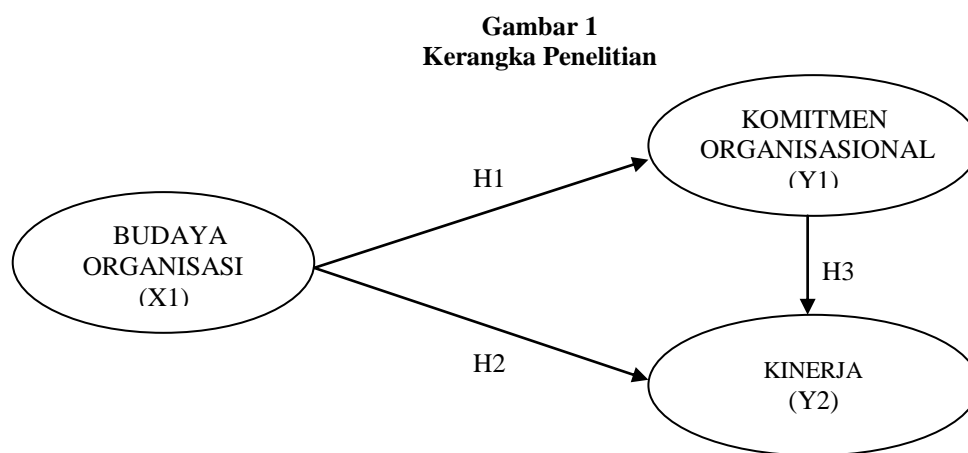 Gambar 1
Kerangka Penelitian
KOMITMEN
ORGANISASIONAL
(Y1)
H1
BUDAYA
ORGANISASI
(X1)
H3
H2
KINERJA
(Y2)